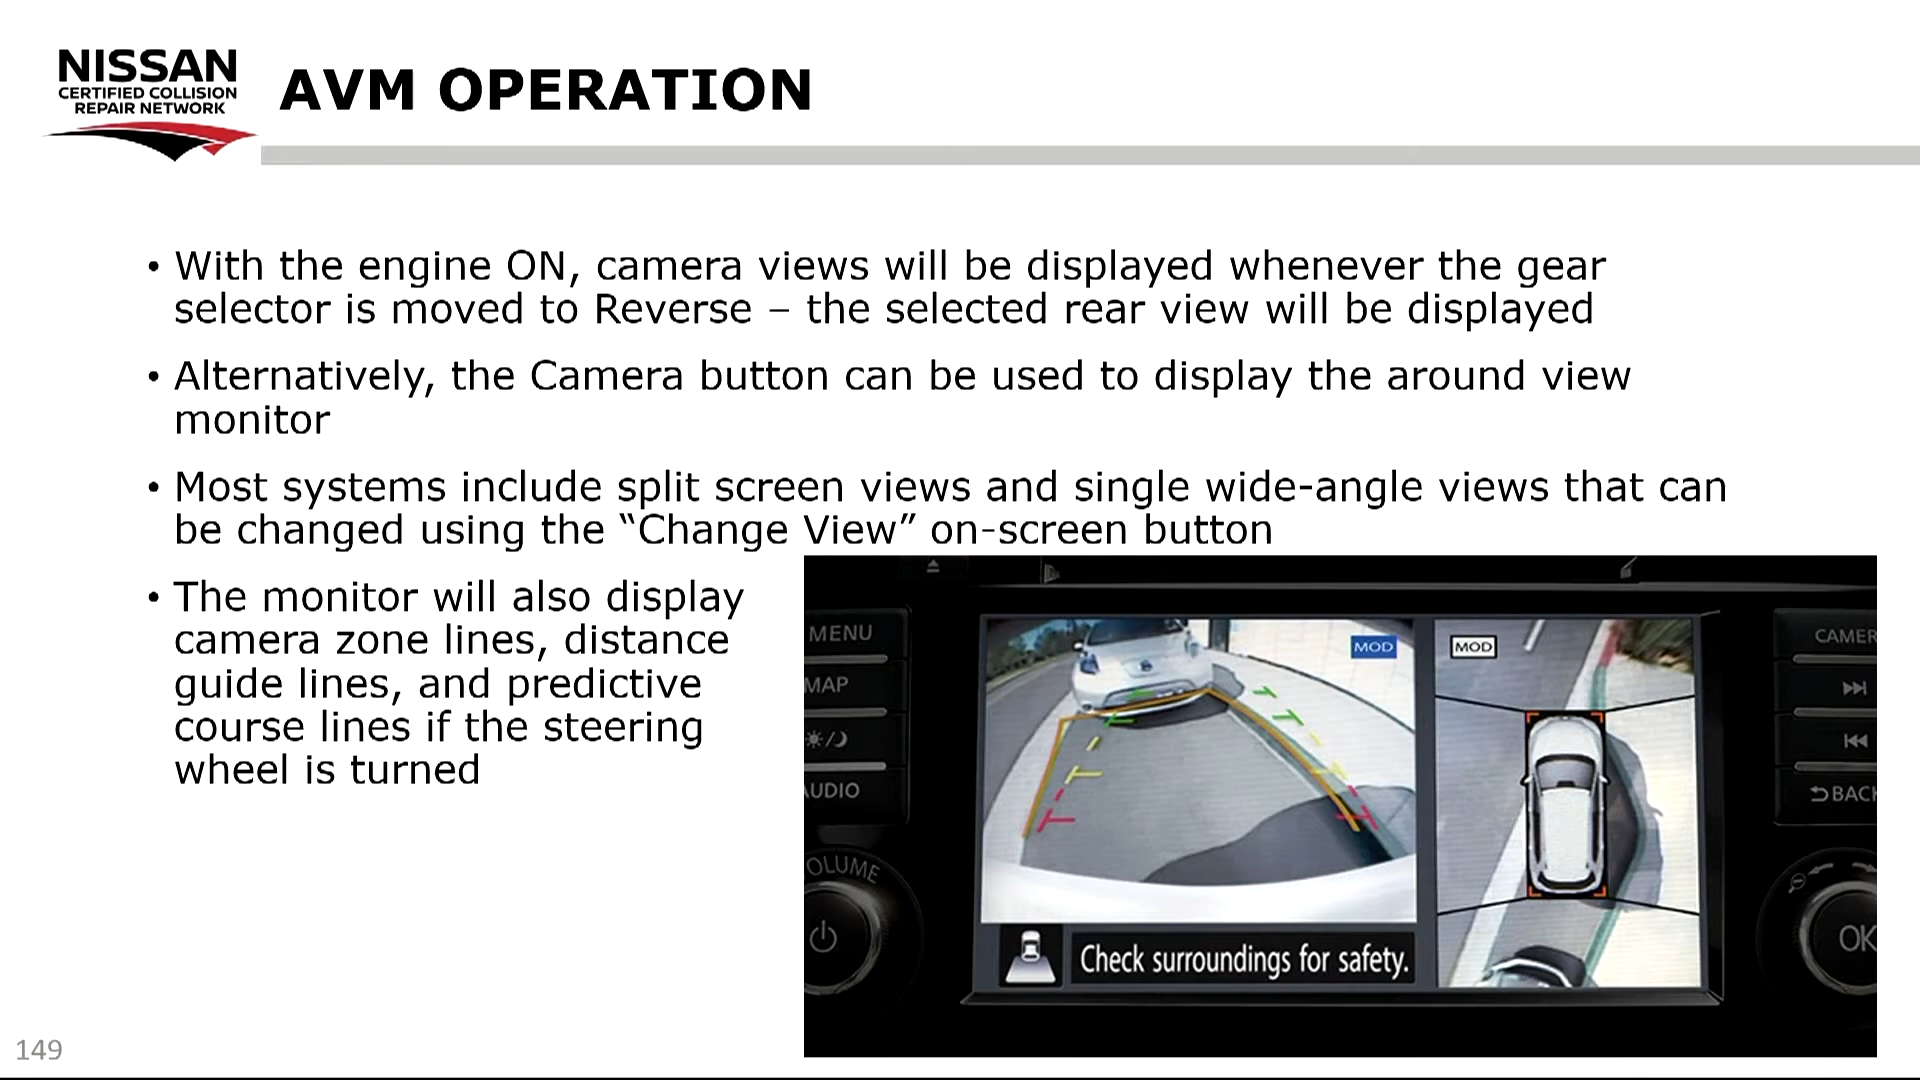 NISSAN
CERTIFIED COLLISION
REPAIR NETWORK
AVM OPERATION
• With the engine ON, camera views will be displayed whenever the gear
selector is moved to Reverse – the selected rear view will be displayed
• Alternatively, the Camera button can be used to display the around view
monitor
• Most systems include split screen views and single wide-angle views that can
be changed using the “Change View” on-screen button
• The monitor will also display
camera zone lines, distance
guide lines, and predictive
course lines if the steering
wheel is turned
MENU
MAP
AUDIO
OLUME
MOD
MOD
Check surroundings for safety.
CAMER
BACK
OK
149